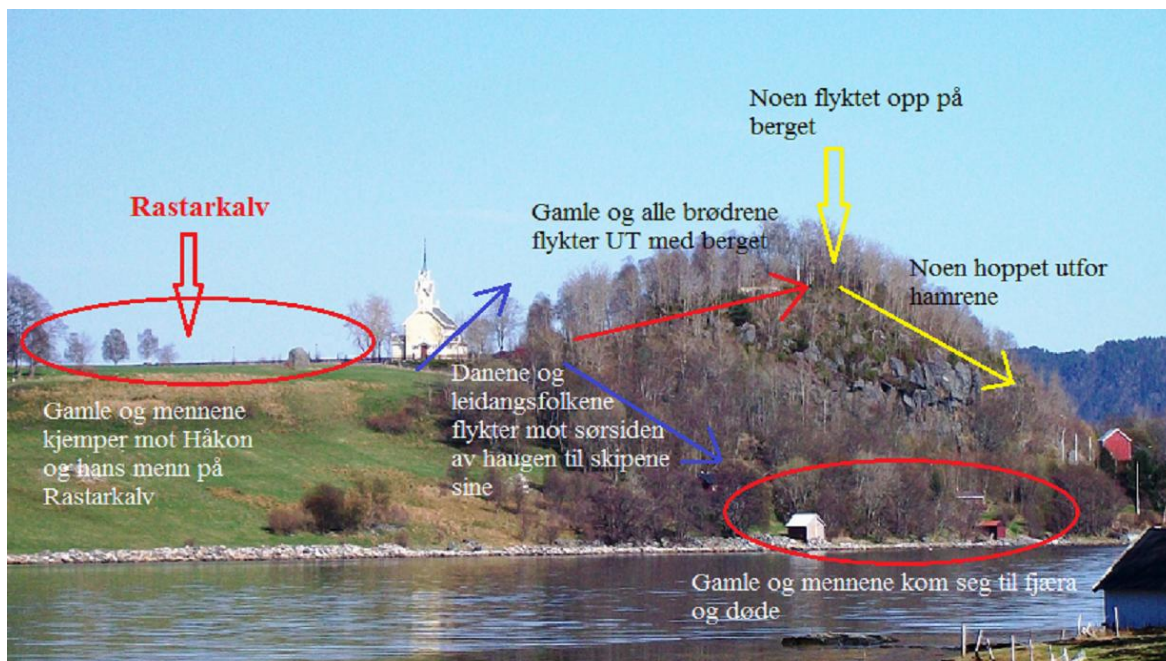 Noen flyktet opp på
berget
Rastarkalv
Gamle og alle brødrene
flykter UT med berget
Noen hoppet utfor
hamrene
Danene og
leidangsfolkene
flykter mot sørsiden
av haugen til skipene
sine
Gamle og mennene
kjemper mot Håkon
og hans menn på
Rastarkalv
Gamle og mennene kom seg til fjæra
og døde